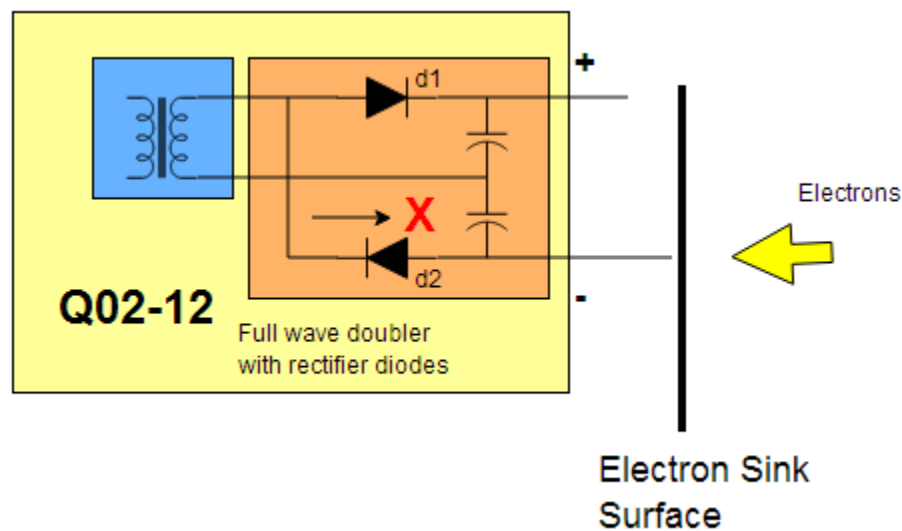 +
d1
Electrons
X
d2
-
Q02-12
Full wave doubler
with rectifier diodes
Electron Sink
Surface